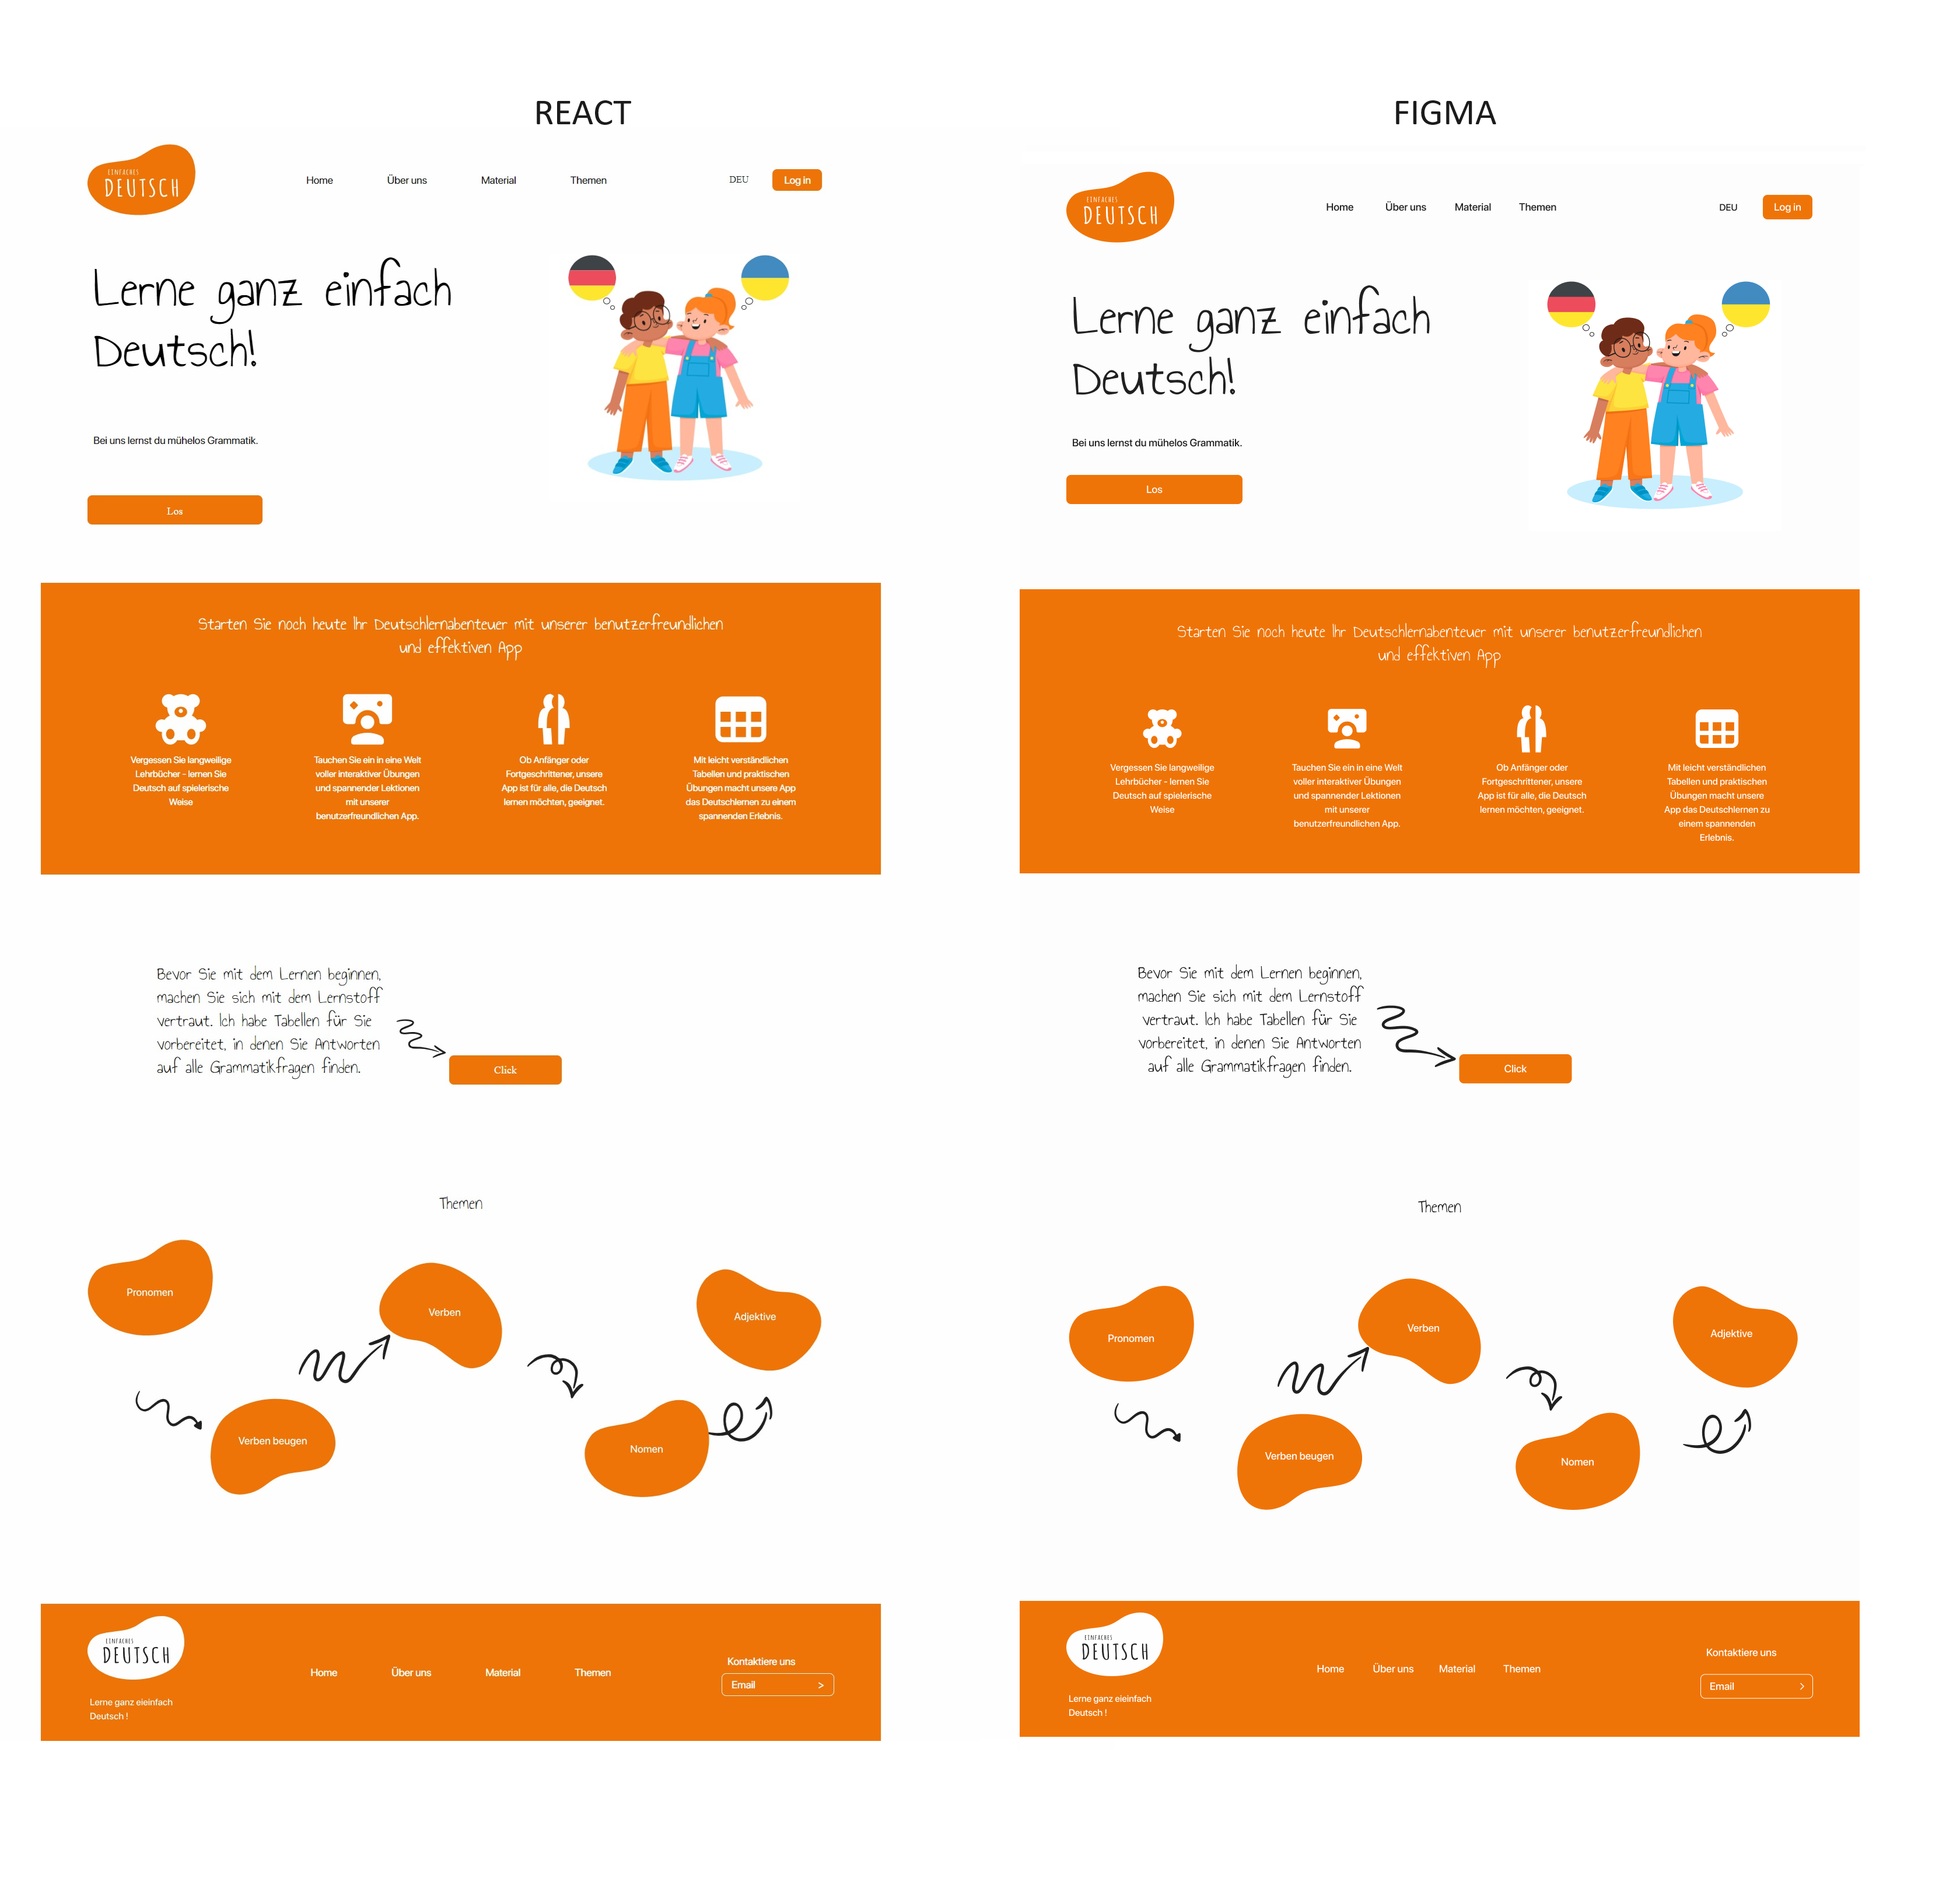 REACT
EINFACHES
DEUTSCH
Home Über uns Material Themen DEU Log in
Lerne ganz einfach
Deutsch!
Bei uns lernst du mühelos Grammatik.
Los
Starten Sie noch heute Ihr Deutschlernabenteuer mit unserer benutzerfreundlichen
und effektiven App
Vergessen Sie langweilige
Lehrbücher - lernen Sie
Deutsch auf spielerische
Weise
Tauchen Sie ein in eine Welt
voller interaktiver Übungen
und spannender Lektionen
mit unserer
benutzerfreundlichen App.
Ob Anfänger oder
Fortgeschrittener, unsere
App ist für alle, die Deutsch
lernen möchten, geeignet.
Mit leicht verständlichen
Tabellen und praktischen
Übungen macht unsere App
das Deutschlernen zu einem
spannenden Erlebnis.
Bevor Sie mit dem Lernen beginnen,
machen Sie sich mit dem Lernstoff
vertraut. Ich habe Tabellen für Sie
vorbereitet, in denen Sie Antworten
auf alle Grammatikfragen finden.
Click
Themen
Pronomen
Verben
Adjektive
Verben beugen
Nomen
EINFACHES
DEUTSCH
Lerne ganz eieinfach
Deutsch !
Home Über uns Material Themen
Kontaktiere uns
Email >
FIGMA
EINFACHES
DEUTSCH
Home Über uns Material Themen DEU Log in
Lerne ganz einfach
Deutsch!
Bei uns lernst du mühelos Grammatik.
Los
Starten Sie noch heute Ihr Deutschlernabenteuer mit unserer benutzerfreundlichen
und effektiven App
Vergessen Sie langweilige
Lehrbücher - lernen Sie
Deutsch auf spielerische
Weise
Tauchen Sie ein in eine Welt
voller interaktiver Übungen
und spannender Lektionen
mit unserer
benutzerfreundlichen App.
Ob Anfänger oder
Fortgeschrittener, unsere
App ist für alle, die Deutsch
lernen möchten, geeignet.
Mit leicht verständlichen
Tabellen und praktischen
Übungen macht unsere
App das Deutschlernen zu
einem spannenden
Erlebnis.
Bevor Sie mit dem Lernen beginnen,
machen Sie sich mit dem Lernstoff
vertraut. Ich habe Tabellen für Sie
vorbereitet, in denen Sie Antworten
auf alle Grammatikfragen finden.
Click
Themen
Pronomen
Verben
Adjektive
Verben beugen
Nomen
EINFACHES
DEUTSCH
Lerne ganz eieinfach
Deutsch !
Home Über uns Material Themen
Kontaktiere uns
Email >